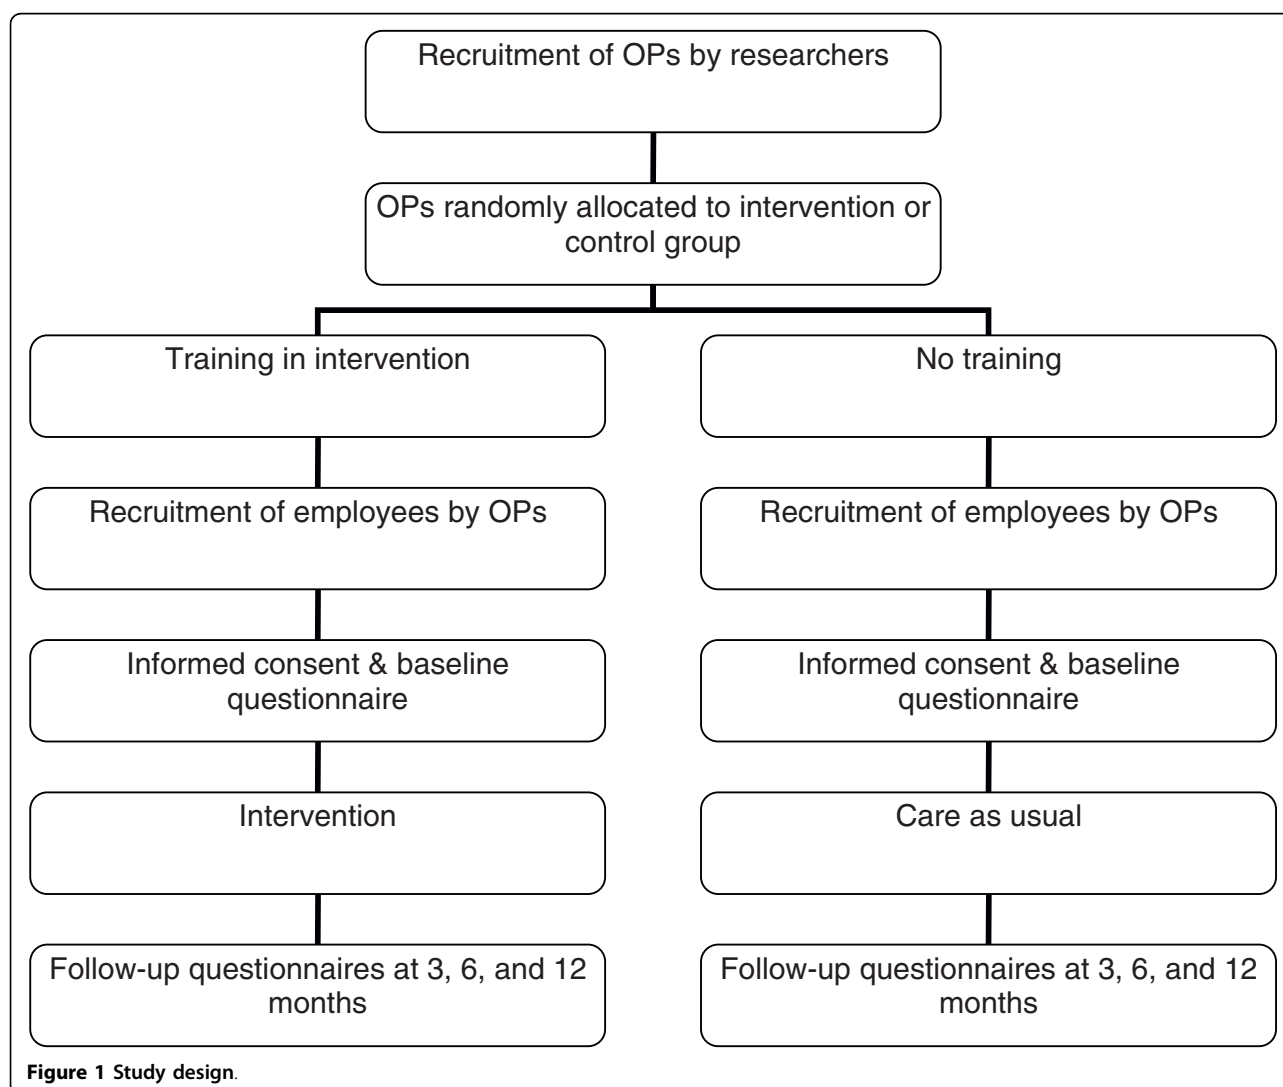 Recruitment of OPs by researchers
OPs randomly allocated to intervention or
control group
Training in intervention
No training
Recruitment of employees by OPs
Recruitment of employees by OPs
Informed consent & baseline
questionnaire
Informed consent & baseline
questionnaire
Intervention
Care as usual
Follow-up questionnaires at 3, 6, and 12
months
Follow-up questionnaires at 3, 6, and 12
months
Figure 1 Study design.